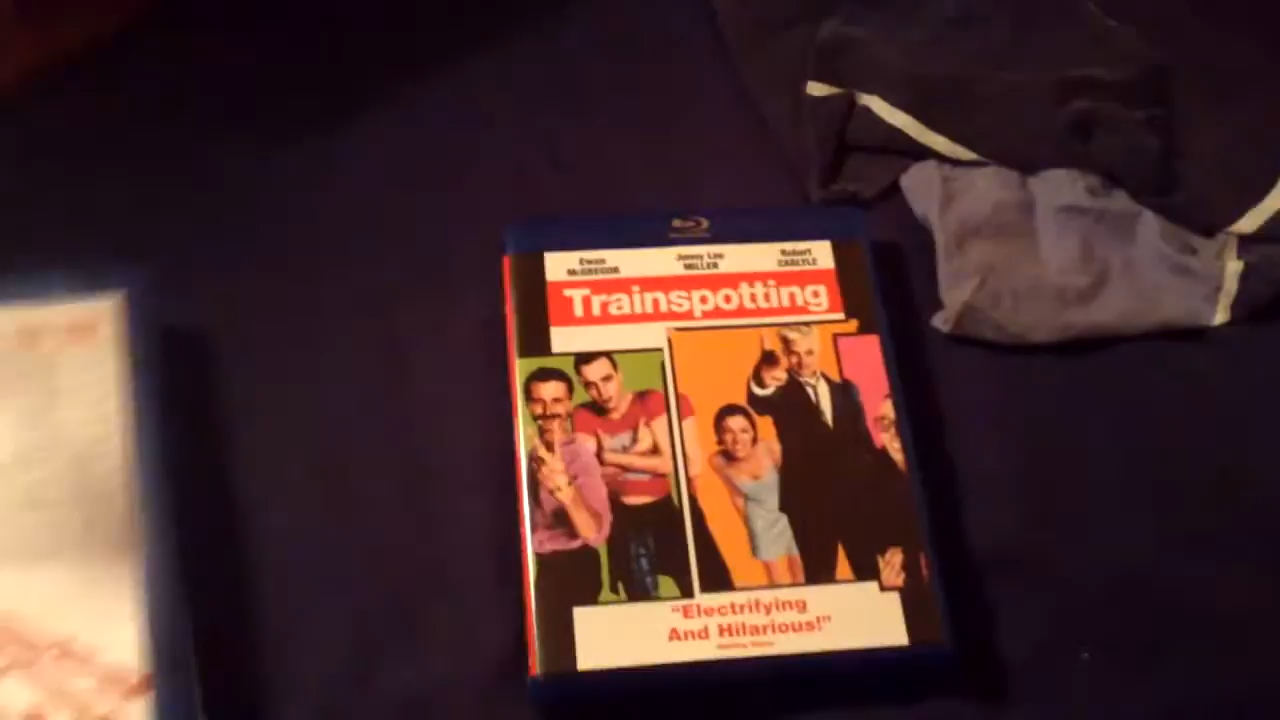 Ewan Jonny Lee Robert
McGREGOR MILLER CARLYLE
Trainspotting
"Electrifying
And Hilarious!"